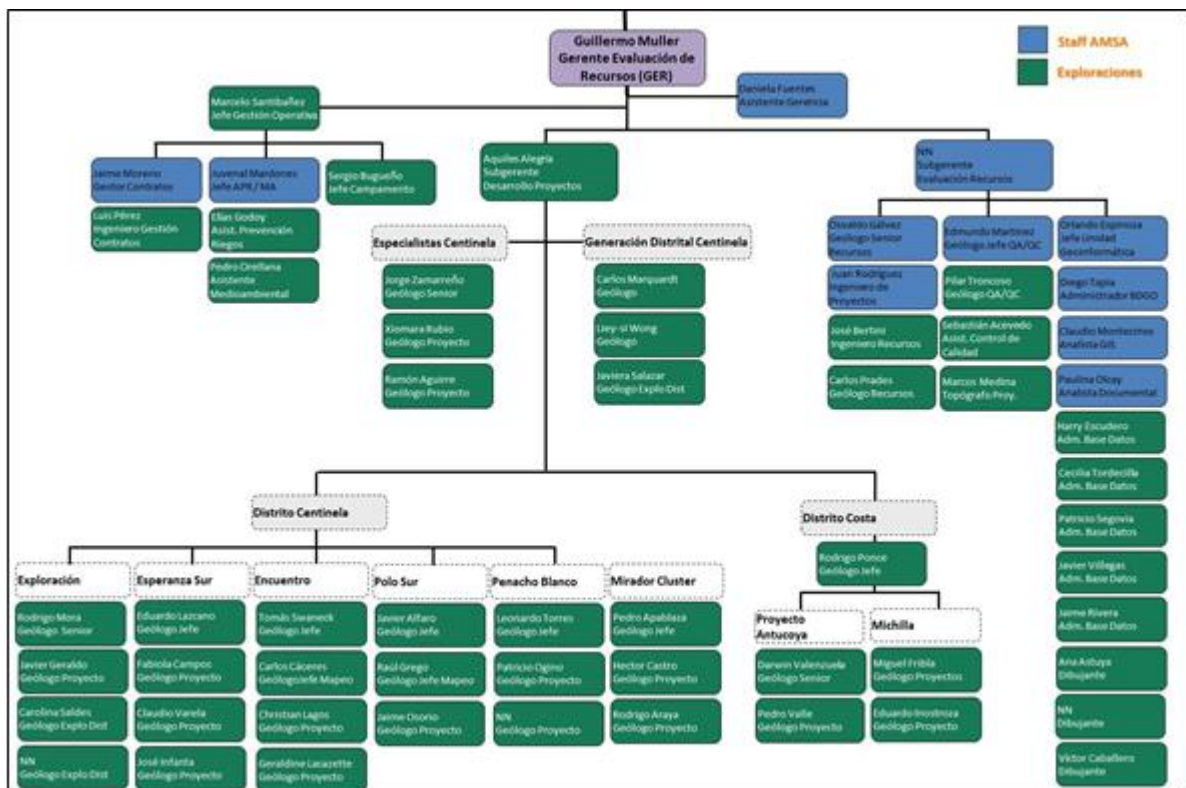 Guillermo Muller
Gerente Evaluación de
Recursos (GER)
Staff AMSA
Exploraciones
Daniela Fuentes
Asistente Gerencia
Marcelo Santibañez
Jefe Gestión Operativa
Jaime Moreno
Gestor Contratos
Juvenal Mardones
Jefe APR / MA
Sergio Bugueño
Jefe Campamento
Luis Pérez
Ingeniero Gestión
Contratos
Elías Godoy
Asist. Prevención
Riegos
Pedro Orellana
Asistente
Medioambiental
Aquiles Alegría
Subgerente
Desarrollo Proyectos
NN
Subgerente
Evaluación Recursos
Especialistas Centinela
Jorge Zamarreño
Geólogo Senior
Xiomara Rubio
Geólogo Proyecto
Ramón Aguirre
Geólogo Proyecto
Generación Distrital Centinela
Carlos Marquardt
Geólogo
Liey-si Wong
Geólogo
Javiera Salazar
Geólogo Explo Dist
Osvaldo Gálvez
Geólogo Senior
Recursos
Juan Rodríguez
Ingeniero de
Proyectos
José Bertini
Ingeniero Recursos
Carlos Prades
Geólogo Recursos
Edmundo Martínez
Geólogo Jefe QA/QC
Pilar Troncoso
Geólogo QA/QC
Sebastián Acevedo
Asist. Control de
Calidad
Marcos Medina
Topógrafo Proy.
Orlando Espinosa
Jefe Unidad
Geoinformática
Diego Tapia
Administrador BDGO
Claudio
Analista GIS
Paulina Olcay
Analista Documental
Harry Escudero
Adm. Base Datos
Cecilia Tordecilla
Adm. Base Datos
Patricio Segovia
Adm. Base Datos
Javier Villegas
Adm. Base Datos
Jaime Rivera
Adm. Base Datos
Ana Astuya
Dibujante
NN
Dibujante
Víctor Caballero
Dibujante
Distrito Centinela
Exploración
Rodrigo Mora
Geólogo Senior
Javier Geraldo
Geólogo Proyecto
Carolina Saldes
Geólogo Explo Dist
NN
Geólogo Explo Dist
Esperanza Sur
Eduardo Lazcano
Geólogo Jefe
Fabiola Campos
Geólogo Proyecto
Claudio Varela
Geólogo Proyecto
José Infanta
Geólogo Proyecto
Encuentro
Tomás Swaneck
Geólogo Jefe
Carlos Cáceres
GeólogoJefe Mapeo
Christian Lagos
Geólogo Proyecto
Geraldine Lacazette
Geólogo Proyecto
Polo Sur
Javier Alfaro
Geólogo Jefe
Raúl Grego
Geólogo Jefe Mapeo
Jaime Osorio
Geólogo Proyecto
Penacho Blanco
Leonardo Torres
Geólogo Jefe
Patricio Ogino
Geólogo Proyecto
NN
Geólogo Proyecto
Mirador Cluster
Pedro Apablaza
Geólogo Jefe
Hector Castro
Geólogo Proyecto
Rodrigo Araya
Geólogo Proyecto
Distrito Costa
Rodrigo Ponce
Geólogo Jefe
Proyecto
Antucoya
Darwin Valenzuela
Geólogo Senior
Pedro Valle
Geólogo Proyecto
Michilla
Miguel Fribla
Geólogo Proyectos
Eduardo Inostroza
Geólogo Proyecto